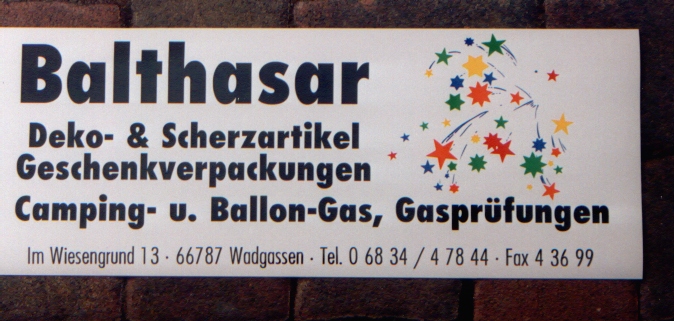 Balthasar
Deko- & Scherzartikel
Geschenkverpackungen
Camping- u. Ballon-Gas, Gasprüfungen
Im Wiesengrund 13 · 66787 Wadgassen · Tel. 0 68 34 / 4 78 44 · Fax 4 36 99